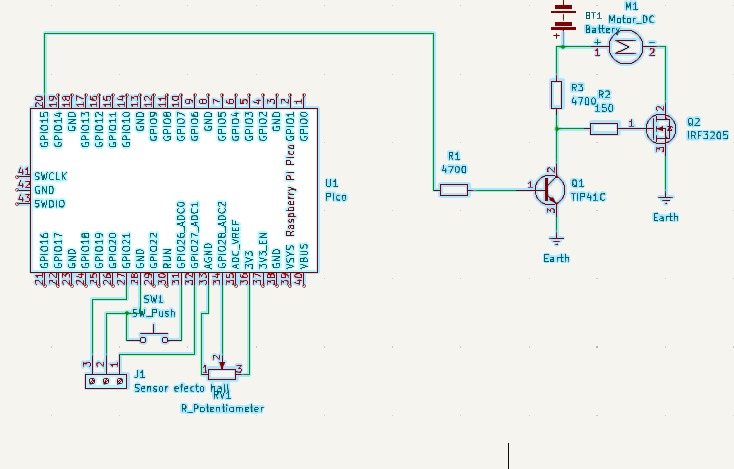 BT1
Battery
+
M1
Motor_DC
+
-
1
2
R3
4700
R2
150
1
2
3
Q2
IRF3205
Earth
R1
4700
1
2
3
Q1
TIP41C
Earth
20 19 18 17 16 15 14 13 12 11 10 9 8 7 6 5 4 3 2 1
GPIO15
GPIO14
GND
GPIO13
GPIO12
GPIO11
GPIO10
GND
GPIO9
GPIO8
GPIO7
GPIO6
GND
GPIO5
GPIO4
GPIO3
GPIO2
GND
GPIO1
GPIO0
41 SWCLK
42 GND
43 SWDIO
Raspberry Pi Pico
U1
Pico
GPIO16
GPIO17
GND
GPIO18
GPIO19
GPIO20
GPIO21
GND
GPIO22
RUN
GPIO26_ADC0
GPIO27_ADC1
AGND
GPIO28_ADC2
ADC_VREF
3V3
3V3_EN
GND
VSYS
VBUS
21 22 23 24 25 26 27 28 29 30 31 32 33 34 35 36 37 38 39 40
SW1
SW_Push
3 2 1
J1
Sensor efecto hall
1
2
3
RV1
R_Potentiometer